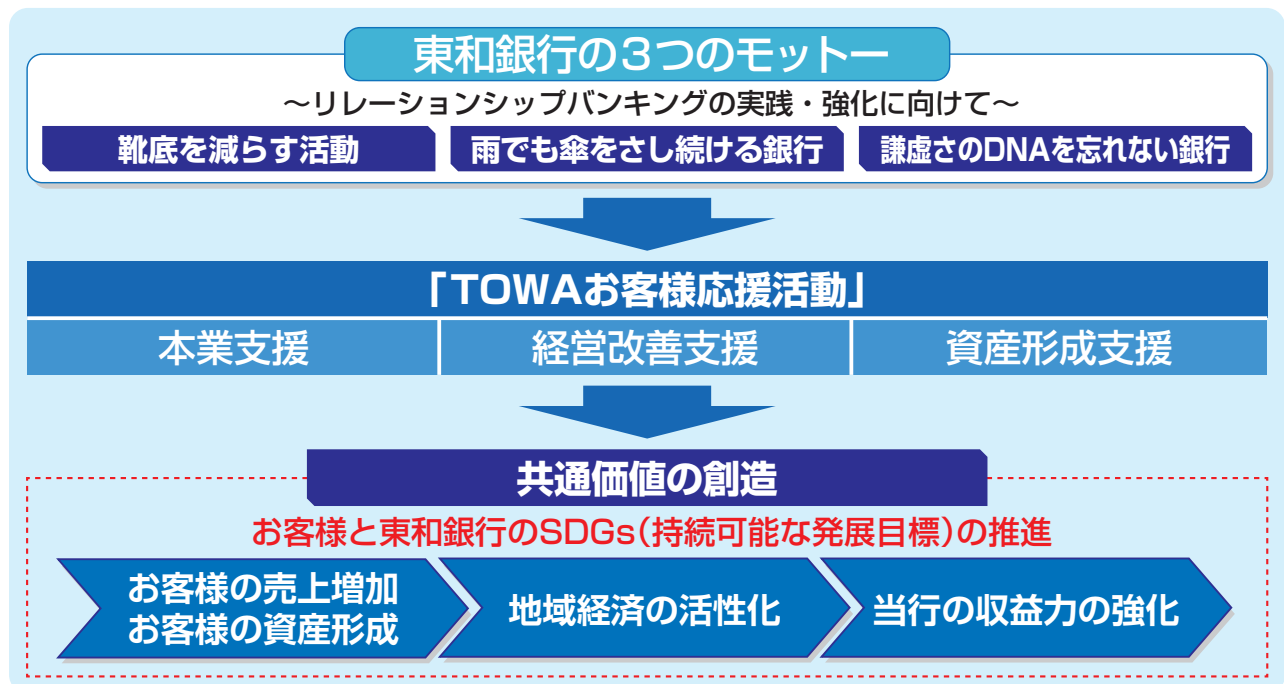 東和銀行の3つのモットー
〜リレーションシップバンキングの実践・強化に向けて〜
靴底を減らす活動
雨でも傘をさし続ける銀行
謙虚さのDNAを忘れない銀行
「TOWAお客様応援活動」
本業支援
経営改善支援
資産形成支援
共通価値の創造
お客様と東和銀行のSDGs(持続可能な発展目標)の推進
お客様の売上増加
お客様の資産形成
地域経済の活性化
当行の収益力の強化